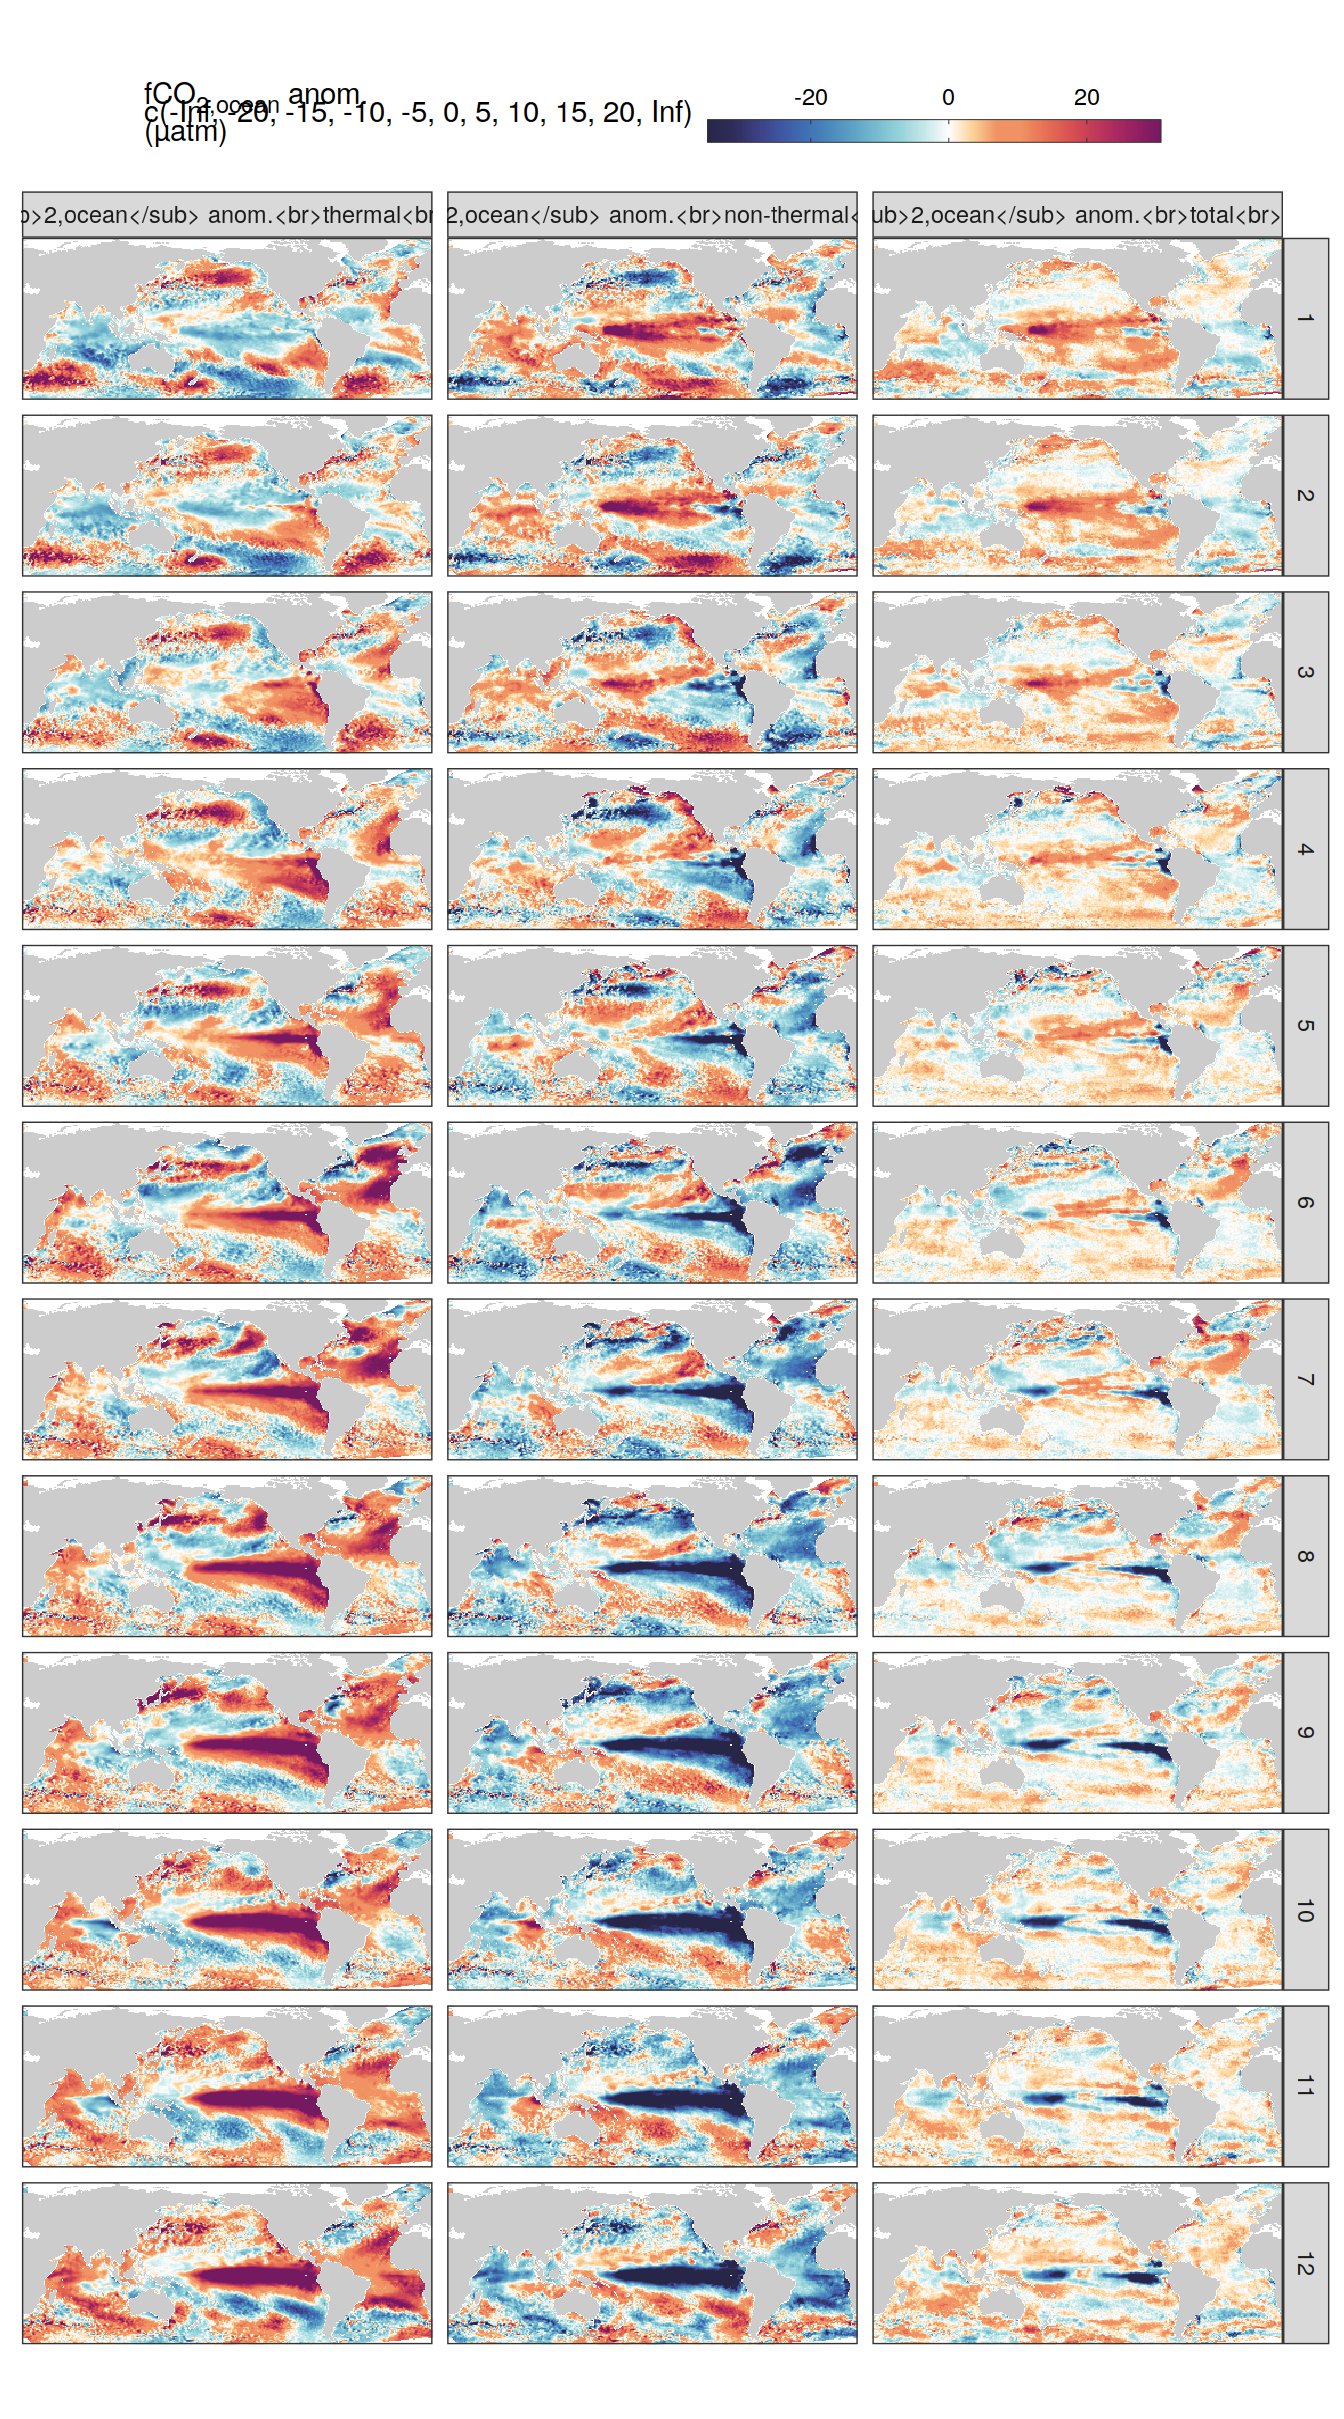 fCO2,ocean anom.
c(-Inf, -20, -15, -10, -5, 0, 5, 10, 15, 20, Inf)
(µatm)
-20 0 20
b>2,ocean</sub> anom.<br>thermal<br 2,ocean</sub> anom.<br>non-thermal< ub>2,ocean</sub> anom.<br>total<br>
1
2
3
4
5
6
7
8
9
10
11
12